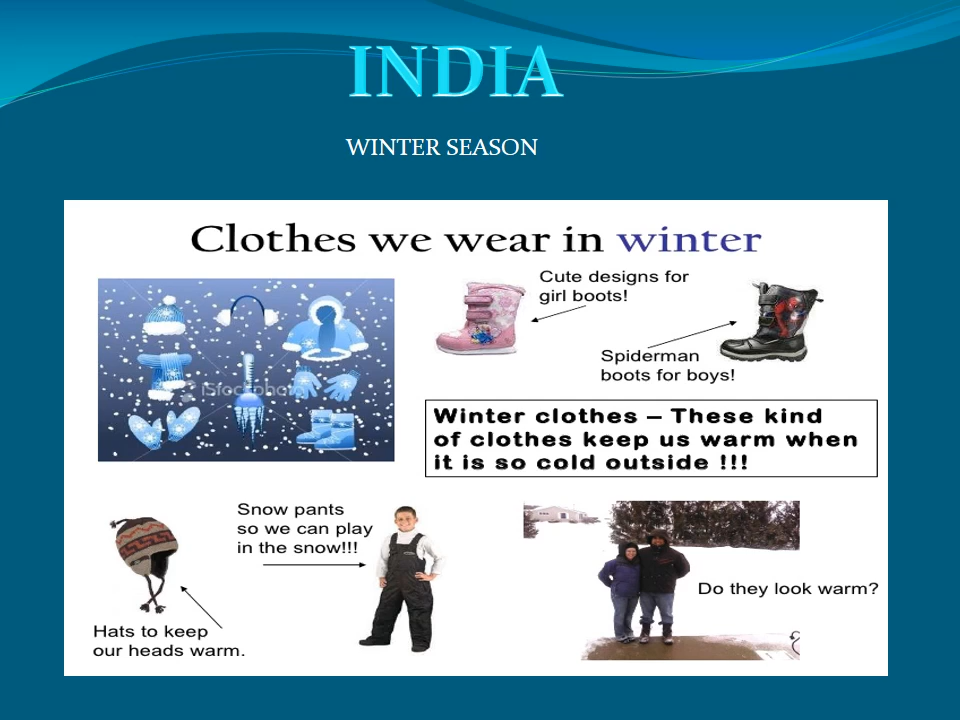 INDIA
WINTER SEASON
Clothes we wear in winter
Cute designs for
girl boots!
Spiderman
boots for boys!
iStockphoto
Winter clothes – These kind
of clothes keep us warm when
it is so cold outside !!!
Snow pants
so we can play
in the snow!!!
Do they look warm?
Hats to keep
our heads warm.